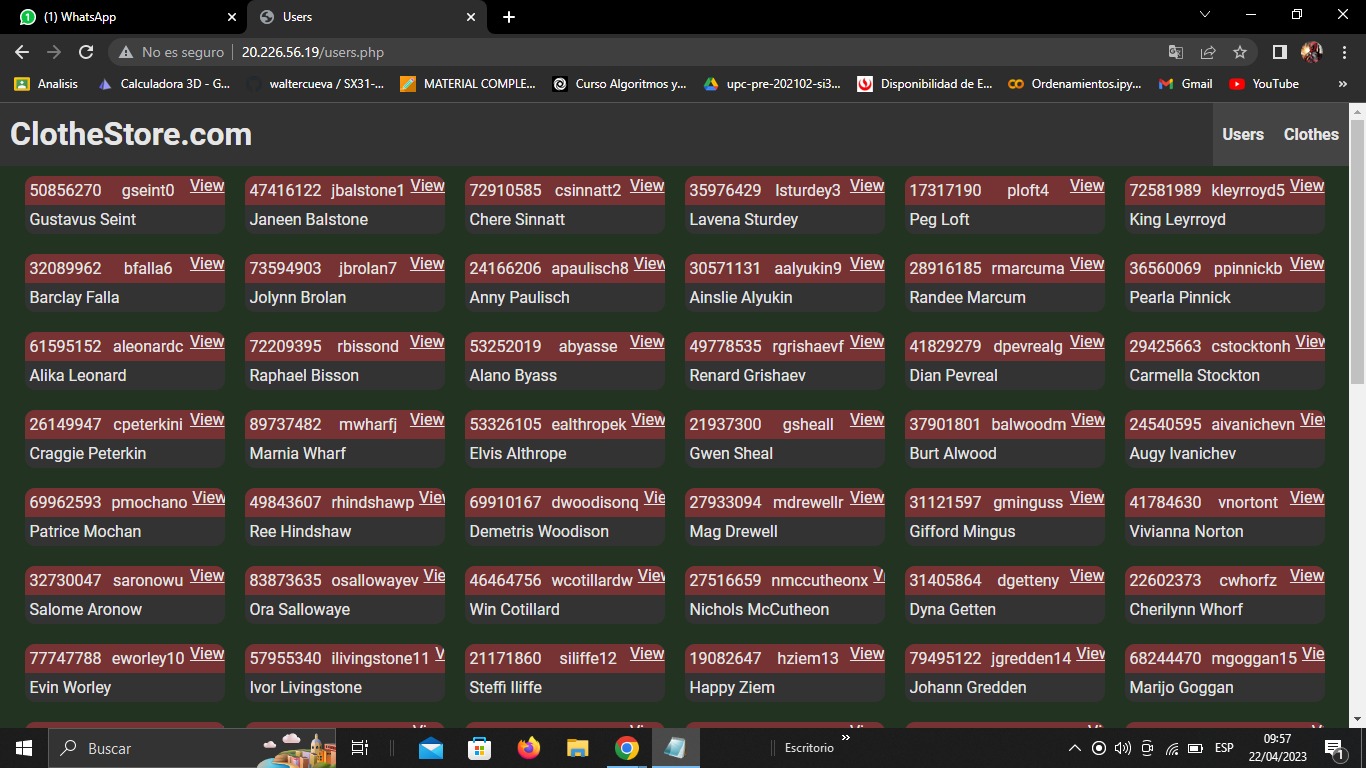 (1) WhatsApp
Users
No es seguro
20.226.56.19/users.php
Analisis
Calculadora 3D - G...
waltercueva / SX31-...
MATERIAL COMPLE...
Curso Algoritmos y...
upc-pre-202102-si3...
Disponibilidad de E...
Ordenamientos.ipy...
Gmail
YouTube
»
ClotheStore.com
Users Clothes
50856270 gseint0 View
Gustavus Seint
47416122 jbalstone1 View
Janeen Balstone
72910585 csinnatt2 View
Chere Sinnatt
35976429 lsturdey3 View
Lavena Sturdey
17317190 ploft4 View
Peg Loft
72581989 kleyrroyd5 View
King Leyrroyd
32089962 bfalla6 View
Barclay Falla
73594903 jbrolan7 View
Jolynn Brolan
24166206 apaulisch8 View
Anny Paulisch
30571131 aalyukin9 View
Ainslie Alyukin
28916185 rmarcuma View
Randee Marcum
36560069 ppinnickb View
Pearla Pinnick
61595152 aleonardc View
Alika Leonard
72209395 rbissond View
Raphael Bisson
53252019 abyasse View
Alano Byass
49778535 rgrishaevf View
Renard Grishaev
41829279 dpevrealg View
Dian Pevreal
29425663 cstocktonh View
Carmella Stockton
26149947 cpeterkini View
Craggie Peterkin
89737482 mwharfj View
Marnia Wharf
53326105 ealthropek View
Elvis Althrope
21937300 gsheall View
Gwen Sheal
37901801 balwoodm View
Burt Alwood
24540595 aivanichevn Vie
Augy Ivanichev
69962593 pmochano View
Patrice Mochan
49843607 rhindshawp Vie
Ree Hindshaw
69910167 dwoodisonq Vie
Demetris Woodison
27933094 mdrewellr View
Mag Drewell
31121597 gminguss View
Gifford Mingus
41784630 vnortont View
Vivianna Norton
32730047 saronowu View
Salome Aronow
83873635 osallowayev Vie
Ora Sallowaye
46464756 wcotillardw View
Win Cotillard
27516659 nmccutheonx V
Nichols McCutheon
31405864 dgetteny View
Dyna Getten
22602373 cwhorfz View
Cherilynn Whorf
77747788 eworley10 View
Evin Worley
57955340 ilivingstone11 V
Ivor Livingstone
21171860 siliffe12 View
Steffi Iliffe
19082647 hziem13 View
Happy Ziem
79495122 jgredden14 View
Johann Gredden
68244470 mgoggan15 Vie
Marijo Goggan
Buscar
Escritorio
»
ESP
09:57
22/04/2023
1